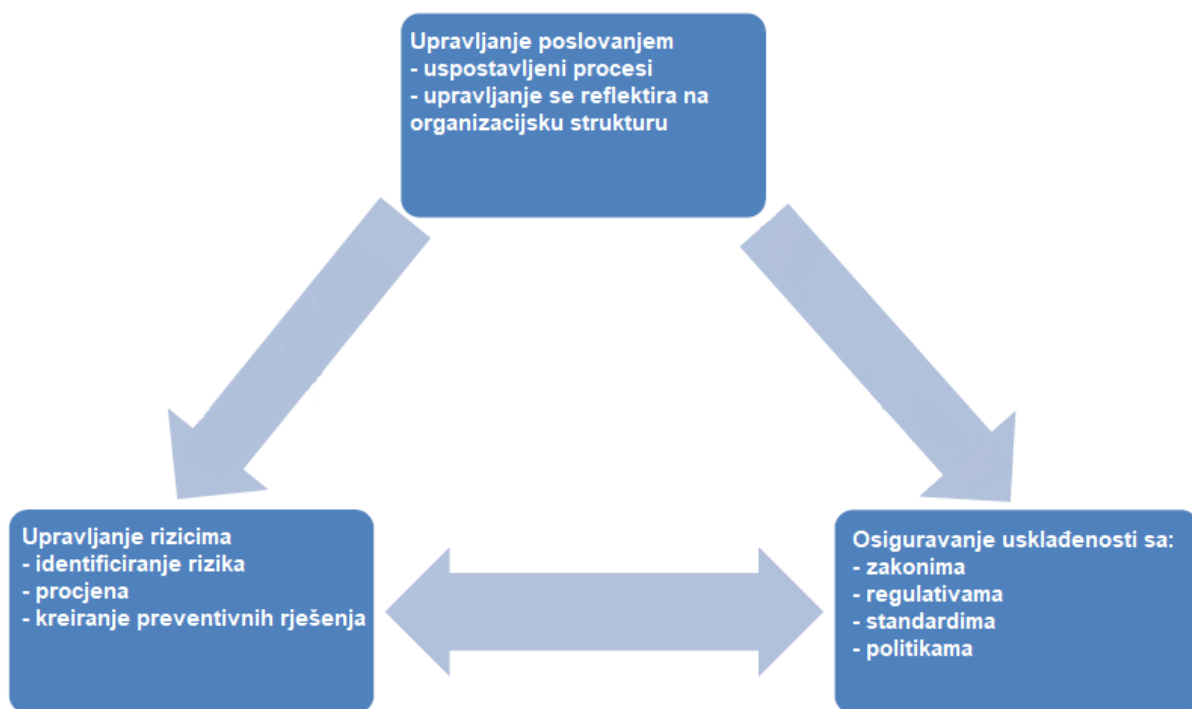 Upravljanje poslovanjem
- uspostavljeni procesi
- upravljanje se reflektira na
organizacijsku strukturu
Upravljanje rizicima
- identificiranje rizika
- procjena
- kreiranje preventivnih rješenja
Osiguravanje usklađenosti sa:
- zakonima
- regulativama
- standardima
- politikama